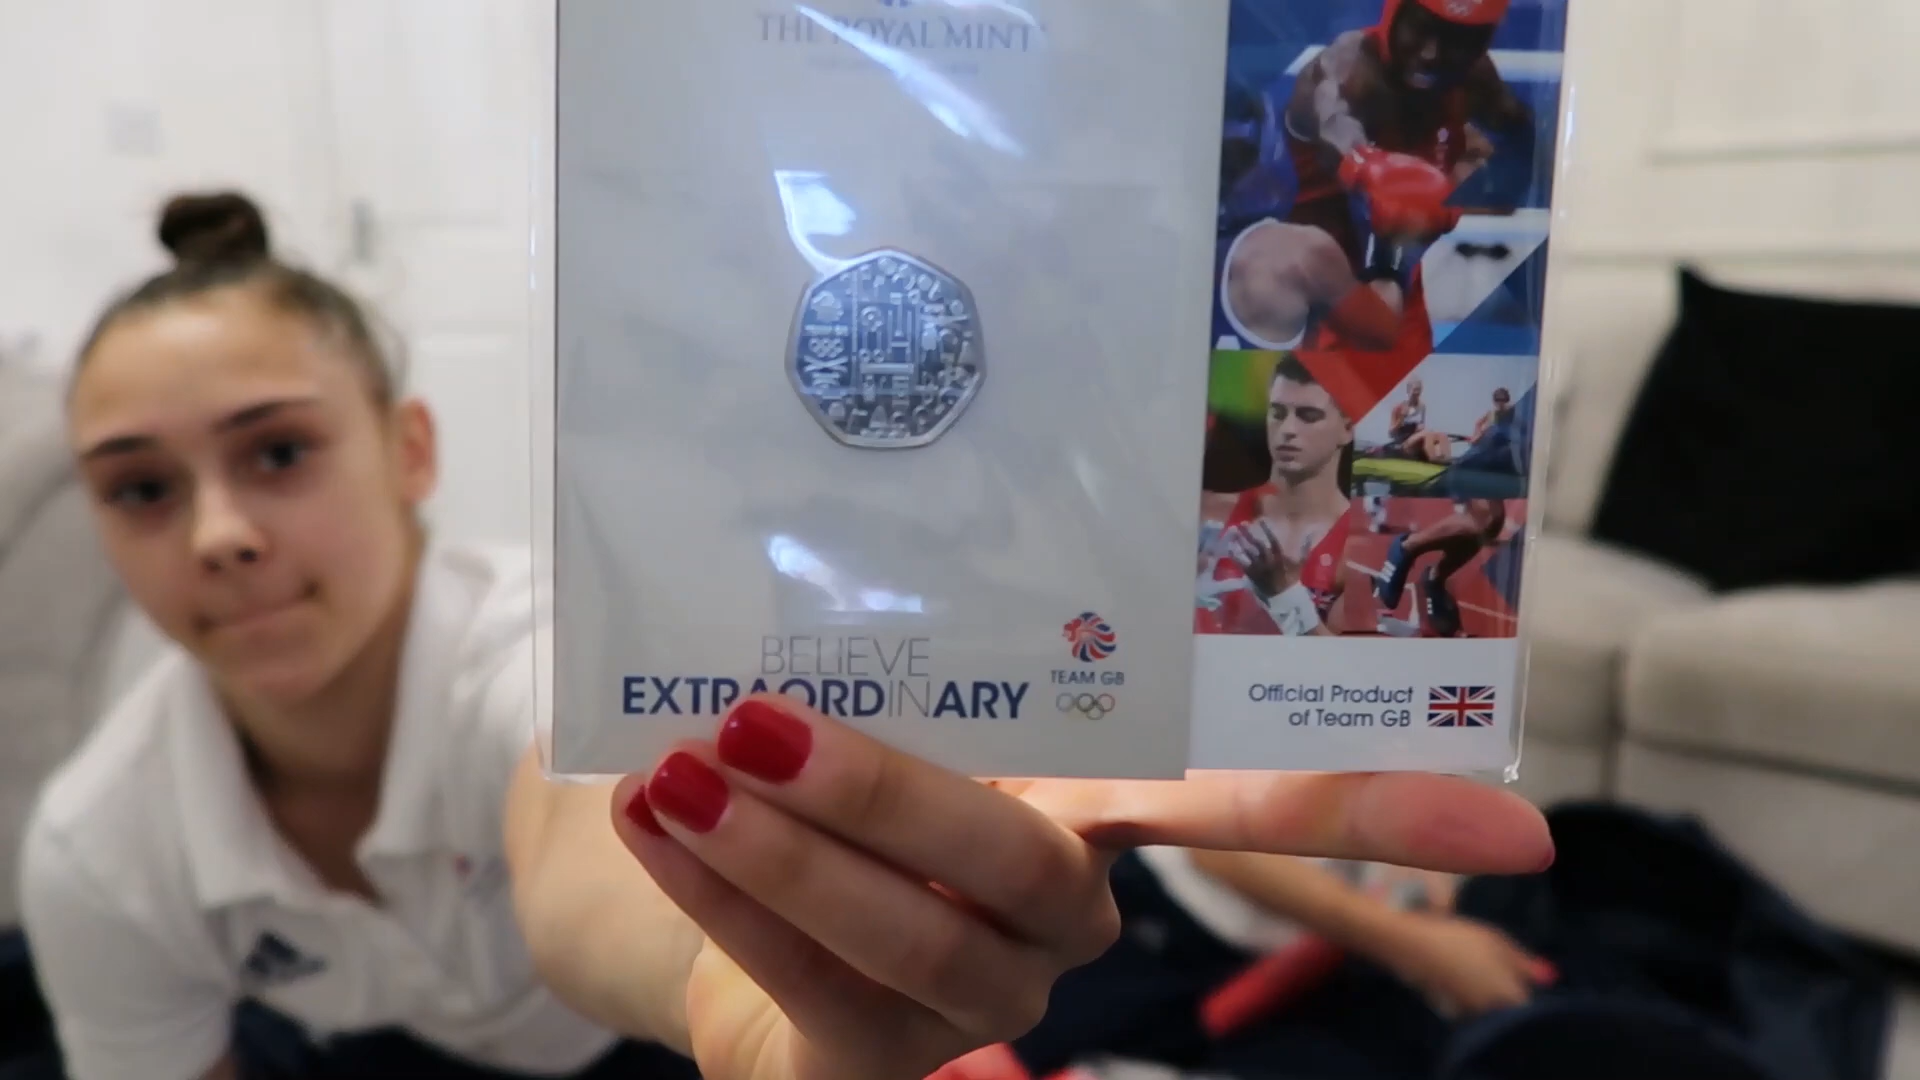 THE ROYAL MINT
BELIEVE
EXTRAORDINARY
TEAM GB
Official Product
of Team GB